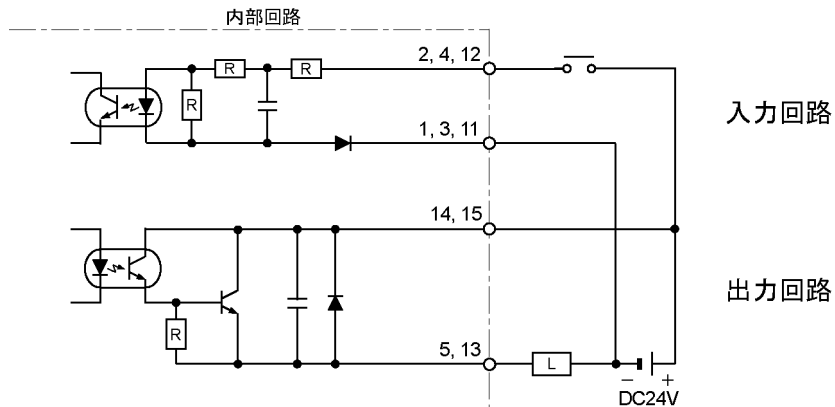 内部回路
2, 4, 12
R
R
R
入力回路
1, 3, 11
14, 15
出力回路
R
5, 13
L
− +
DC24V